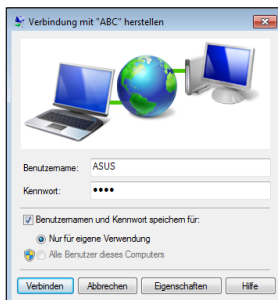 Verbindung mit "ABC" herstellen
Benutzername: ASUS
Kennwort: ••••
Benutzernamen und Kennwort speichern für:
Nur für eigene Verwendung
Alle Benutzer dieses Computers
Verbinden Abbrechen Eigenschaften Hilfe